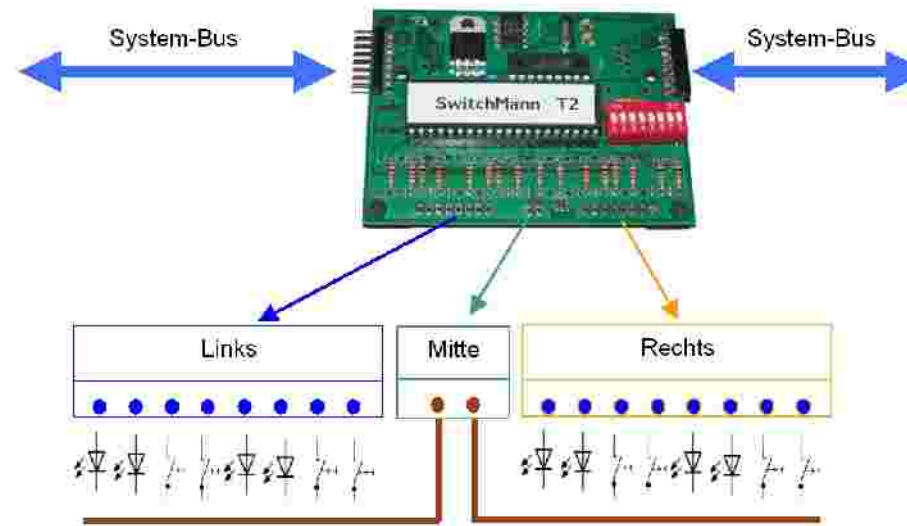 System-Bus
System-Bus
SwitchMann T2
Links
Mitte
Rechts